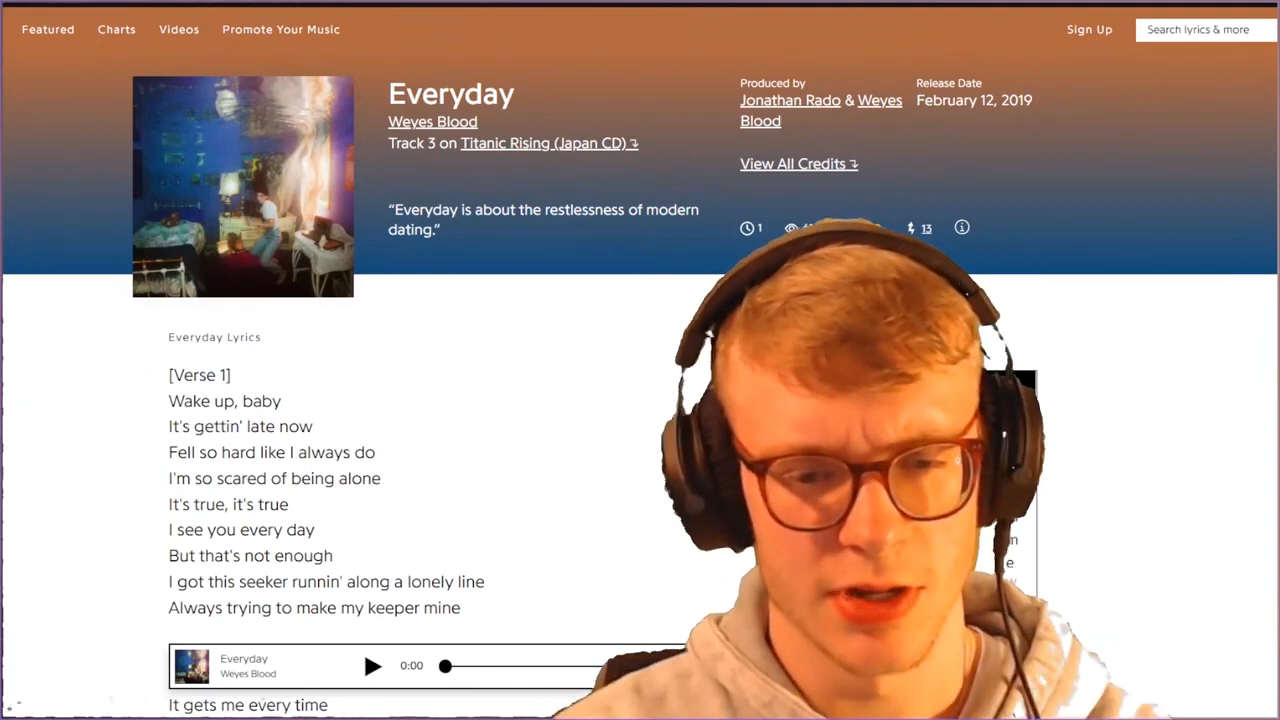 Featured Charts Videos Promote Your Music Sign Up Search lyrics & more
Everyday
Weyes Blood
Track 3 on Titanic Rising (Japan CD)
"Everyday is about the restlessness of modern
dating."
Produced by
Jonathan Rado & Weyes
Blood
Release Date
February 12, 2019
View All Credits
1
13
Everyday Lyrics
[Verse 1]
Wake up, baby
It's gettin' late now
Fell so hard like I always do
I'm so scared of being alone
It's true, it's true
I see you every day
But that's not enough
I got this seeker runnin' along a lonely line
Always trying to make my keeper mine
Everyday
Weyes Blood
0:00
It gets me every time